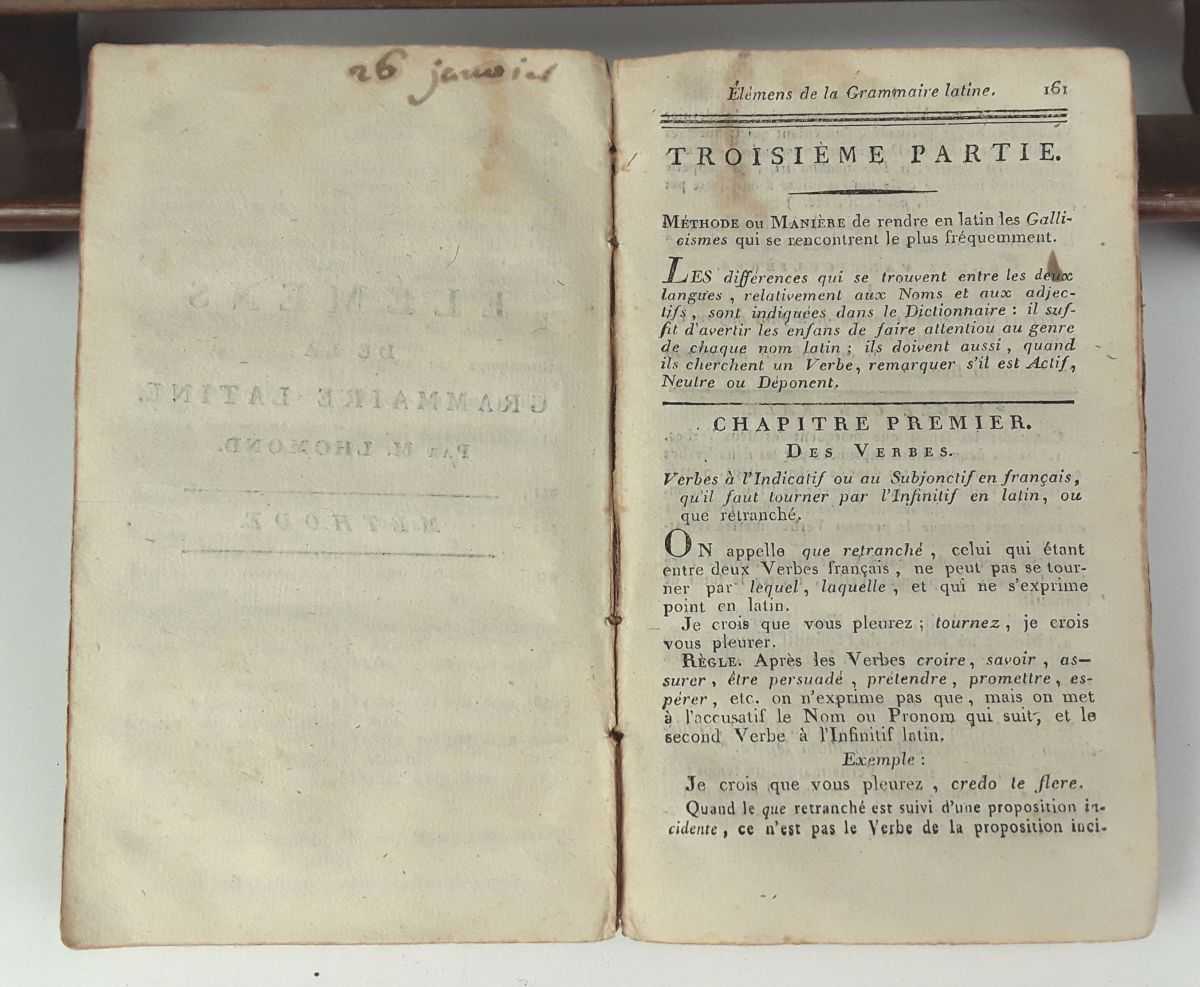 26 janvier
ÉLÉMENS
DE LA
GRAMMAIRE LATINE.
PAR M. LHOMOND.
MÉTHODE.
Élémens de la Grammaire latine. 161
TROISIÈME PARTIE.
MÉTHODE OU MANIÈRE de rendre en latin les Galli-
cismes qui se rencontrent le plus fréquemment.
LES différences qui se trouvent entre les deux
langues, relativement aux Noms et aux adjec-
tifs, sont indiquées dans le Dictionnaire : il suf-
fit d'avertir les enfans de faire attentiou au genre
de chaque nom latin ; ils doivent aussi, quand
ils cherchent un Verbe, remarquer s'il est Actif,
Neutre ou Déponent.
CHAPITRE PREMIER.
DES VERBES.
Verbes à l'Indicatif ou au Subjonctif en français,
qu'il faut tourner par l'Infinitif en latin, ou
que retranché.
ON appelle que retranché, celui qui étant
entre deux Verbes français, ne peut pas se tour-
ner par lequel, laquelle, et qui ne s'exprime
point en latin.
Je crois que vous pleurez ; tournez, je crois
vous pleurer.
RÈGLE. Après les Verbes croire, savoir, as-
surer, être persuadé, prétendre, promettre, es-
pérer, etc. on n'exprime pas que, mais on met
à l'accusatif le Nom ou Pronom qui suit, et le
second Verbe à l'Infinitif latin.
Exemple :
Je crois que vous pleurez, credo te flere.
Quand le que retranché est suivi d'une proposition in-
cidente, ce n'est pas le Verbe de la proposition inci-